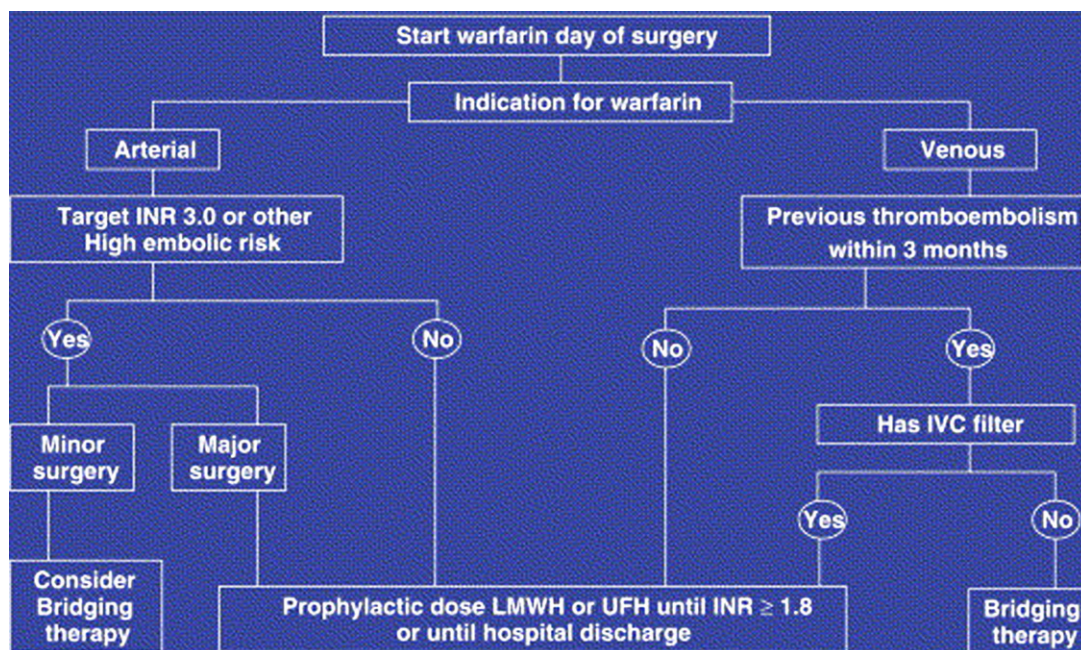 Start warfarin day of surgery
Indication for warfarin
Arterial
Venous
Target INR 3.0 or other
High embolic risk
Previous thromboembolism
within 3 months
Yes
No
No
Yes
Has IVC filter
Minor
surgery
Major
surgery
Yes
No
Consider
Bridging
therapy
Prophylactic dose LMWH or UFH until INR ≥ 1.8
or until hospital discharge
Bridging
therapy